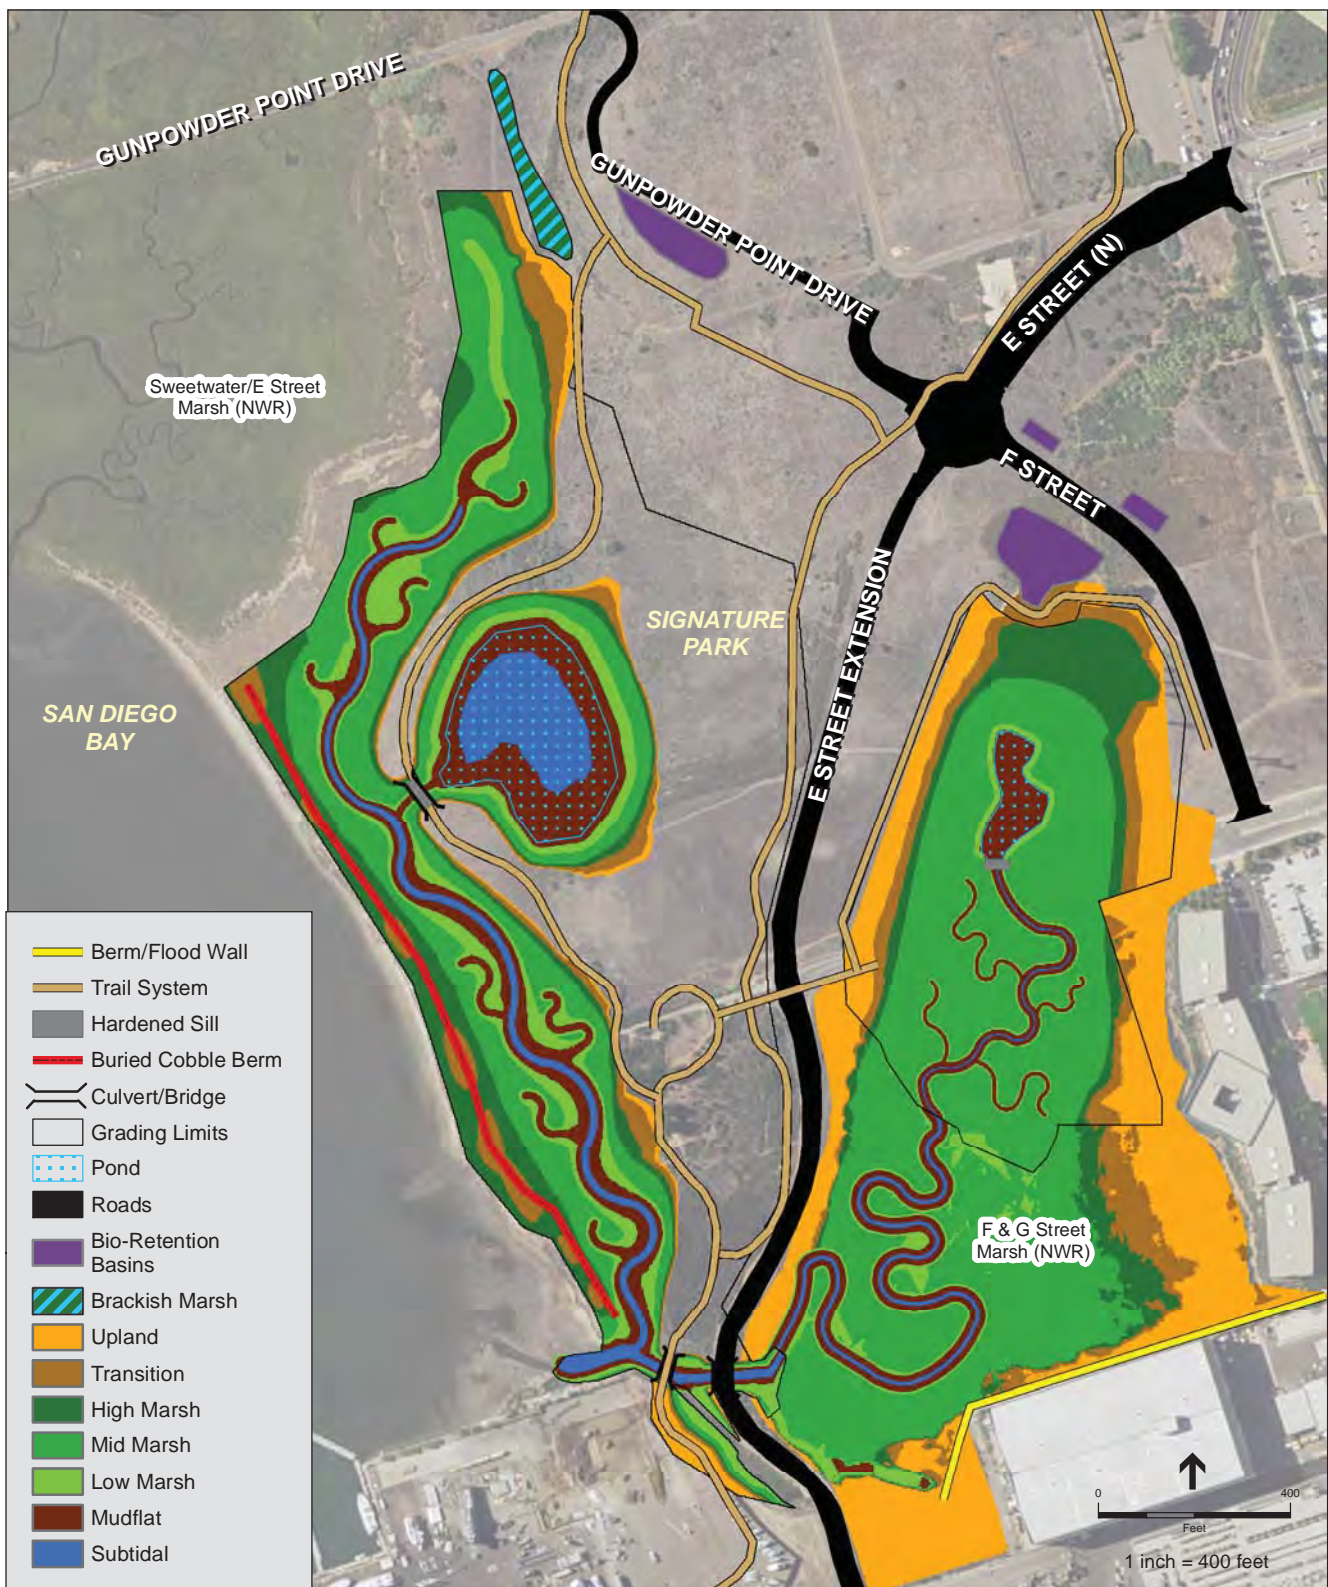 GUNPOWDER POINT DRIVE
GUNPOWDER POINT DRIVE
E STREET (N)
Sweetwater/E Street
Marsh (NWR)
F STREET
SIGNATURE
PARK
E STREET EXTENSION
SAN DIEGO
BAY
F & G Street
Marsh (NWR)
Berm/Flood Wall
Trail System
Hardened Sill
Buried Cobble Berm
Culvert/Bridge
Grading Limits
Pond
Roads
Bio-Retention
Basins
Brackish Marsh
Upland
Transition
High Marsh
Mid Marsh
Low Marsh
Mudflat
Subtidal
0 400
Feet
1 inch = 400 feet